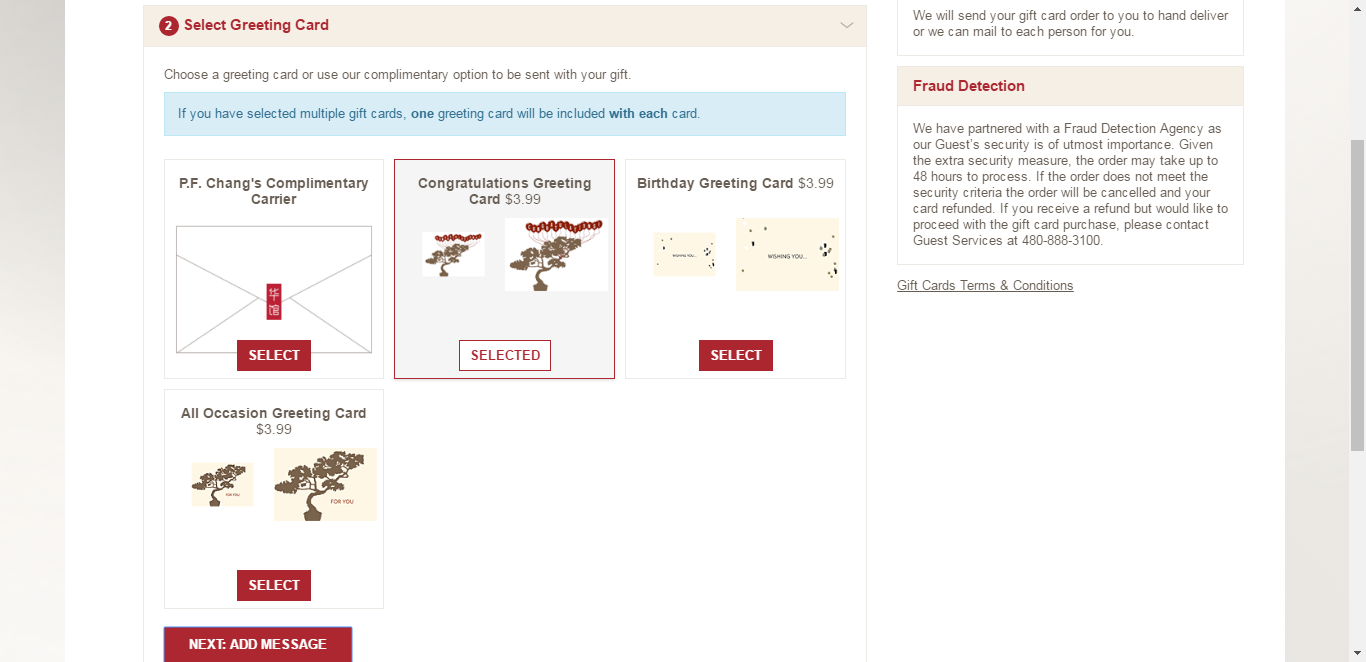 2 Select Greeting Card
Choose a greeting card or use our complimentary option to be sent with your gift.
If you have selected multiple gift cards, one greeting card will be included with each card.
P.F. Chang's Complimentary
Carrier
华
馆
SELECT
Congratulations Greeting
Card $3.99
SELECTED
Birthday Greeting Card $3.99
WISHING YOU...
WISHING YOU...
SELECT
All Occasion Greeting Card
$3.99
FOR YOU
FOR YOU
SELECT
NEXT: ADD MESSAGE
We will send your gift card order to you to hand deliver
or we can mail to each person for you.
Fraud Detection
We have partnered with a Fraud Detection Agency as
our Guest's security is of utmost importance. Given
the extra security measure, the order may take up to
48 hours to process. If the order does not meet the
security criteria the order will be cancelled and your
card refunded. If you receive a refund but would like to
proceed with the gift card purchase, please contact
Guest Services at 480-888-3100.
Gift Cards Terms & Conditions